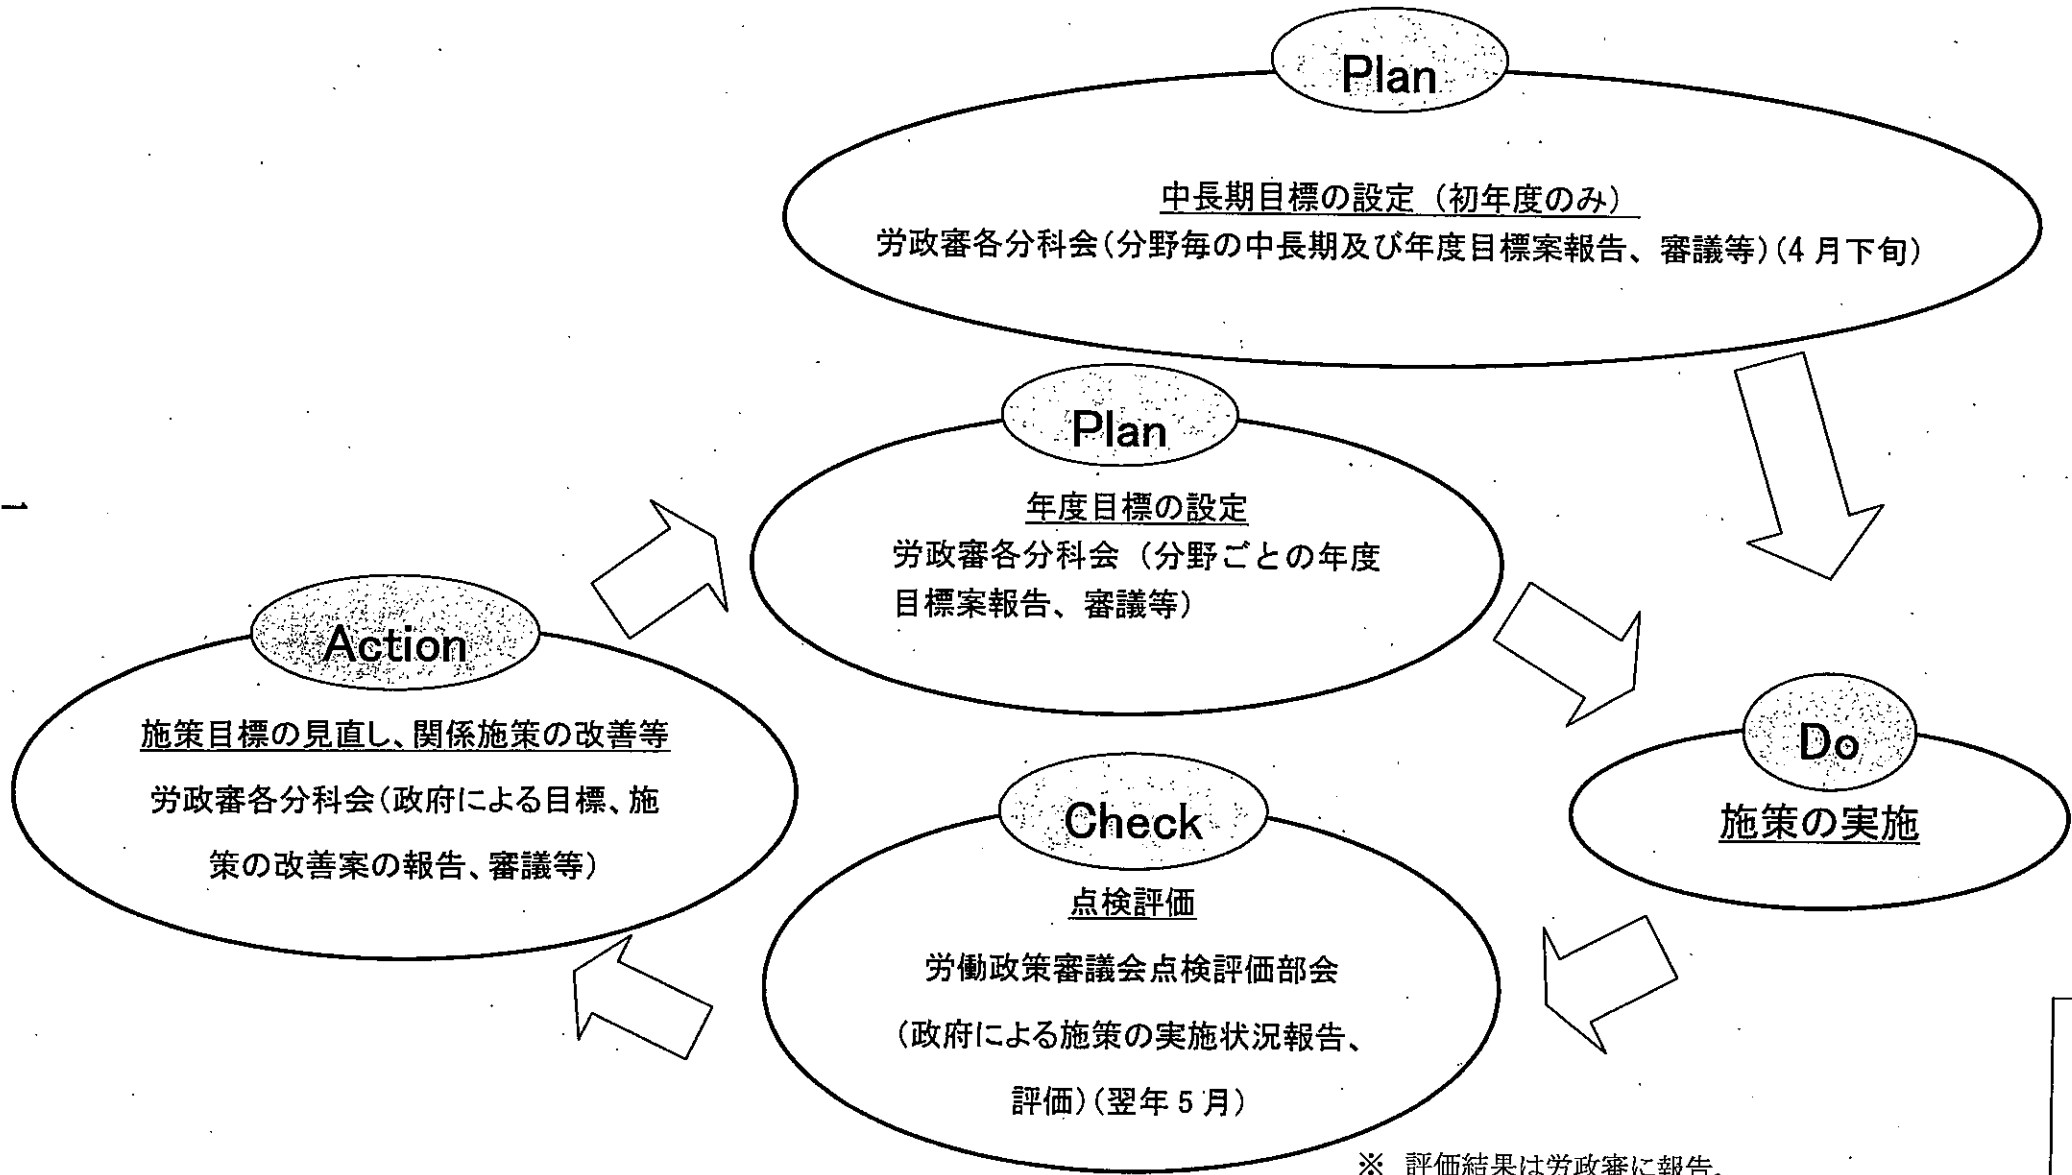 Plan
中長期目標の設定（初年度のみ）
労政審各分科会（分野毎の中長期及び年度目標案報告、審議等）（4月下旬）
Plan
年度目標の設定
労政審各分科会（分野ごとの年度
目標案報告、審議等）
Do
施策の実施
Check
点検評価
労働政策審議会点検評価部会
（政府による施策の実施状況報告、
評価）（翌年5月）
Action
施策目標の見直し、関係施策の改善等
労政審各分科会（政府による目標、施
策の改善案の報告、審議等）
※ 評価結果は労政審に報告。
1